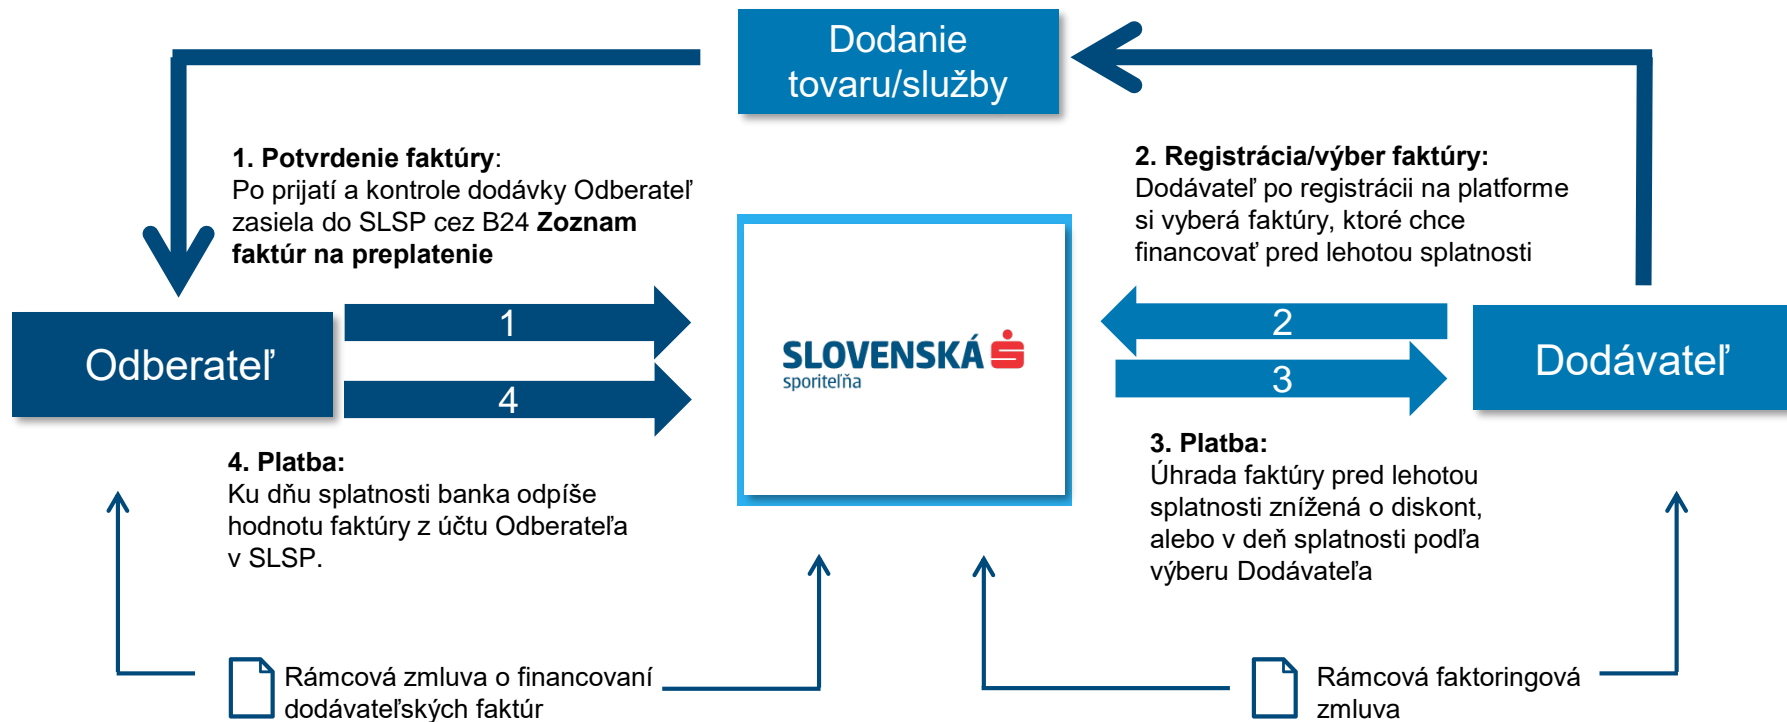 Dodanie
tovaru/služby
1. Potvrdenie faktúry:
Po prijatí a kontrole dodávky Odberateľ
zasiela do SLSP cez B24 Zoznam
faktúr na preplatenie
2. Registrácia/výber faktúry:
Dodávateľ po registrácii na platforme
si vyberá faktúry, ktoré chce
financovať pred lehotou splatnosti
Odberateľ
1
4
SLOVENSKÁ
sporiteľňa
2
3
Dodávateľ
4. Platba:
Ku dňu splatnosti banka odpíše
hodnotu faktúry z účtu Odberateľa
v SLSP.
3. Platba:
Úhrada faktúry pred lehotou
splatnosti znížená o diskont,
alebo v deň splatnosti podľa
výberu Dodávateľa
Rámcová zmluva o financovaní
dodávateľských faktúr
Rámcová faktoringová
zmluva